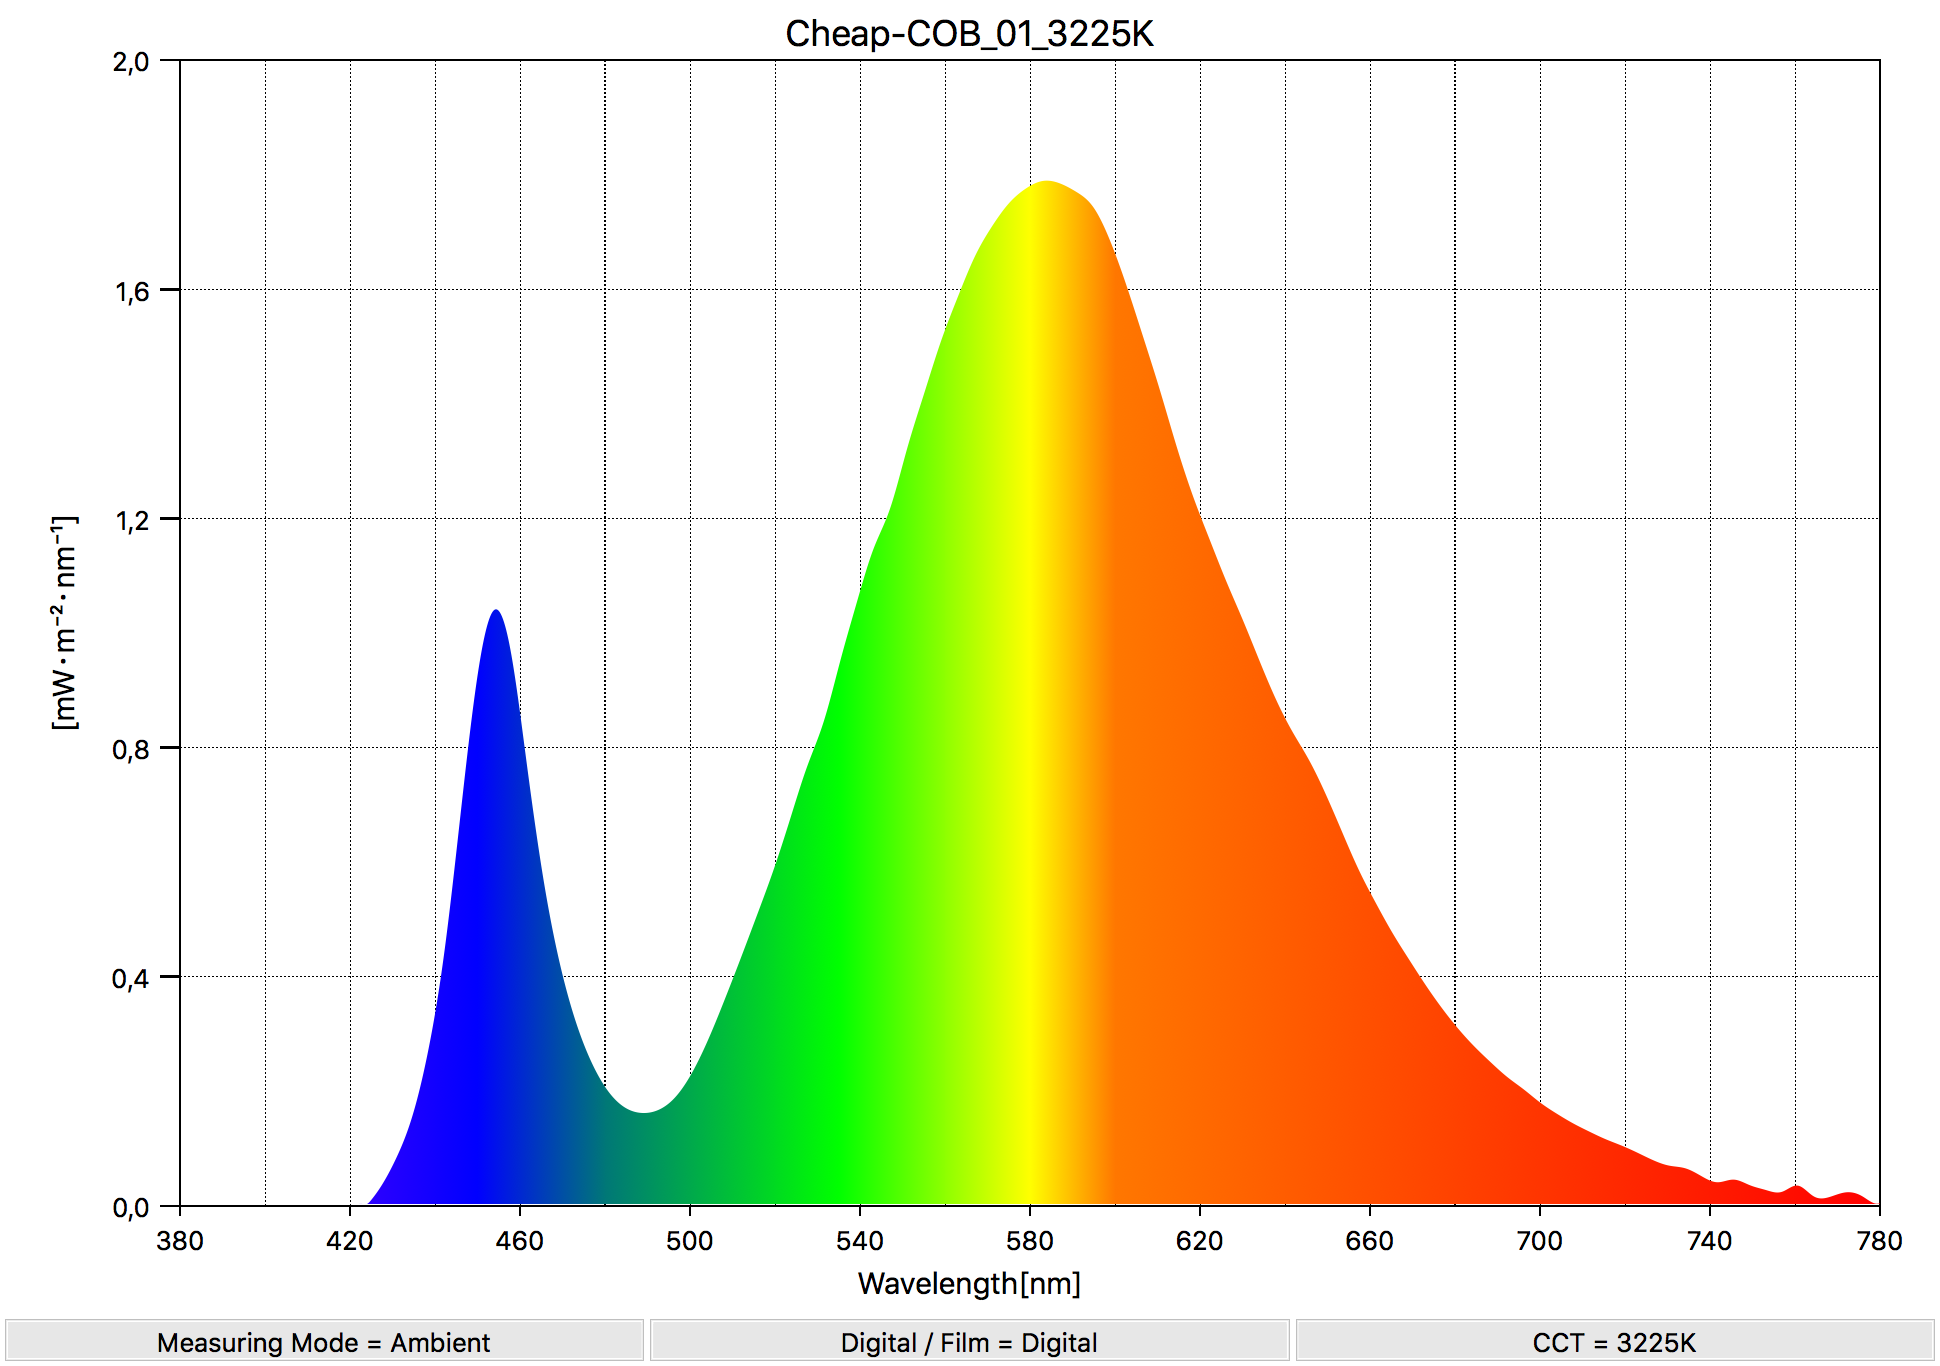 Cheap-COB_01_3225K
2,0
1,6
1,2
0,8
0,4
0,0
[mW·m⁻²·nm⁻¹]
380 420 460 500 540 580 620 660 700 740 780
Wavelength[nm]
Measuring Mode = Ambient
Digital / Film = Digital
CCT = 3225K